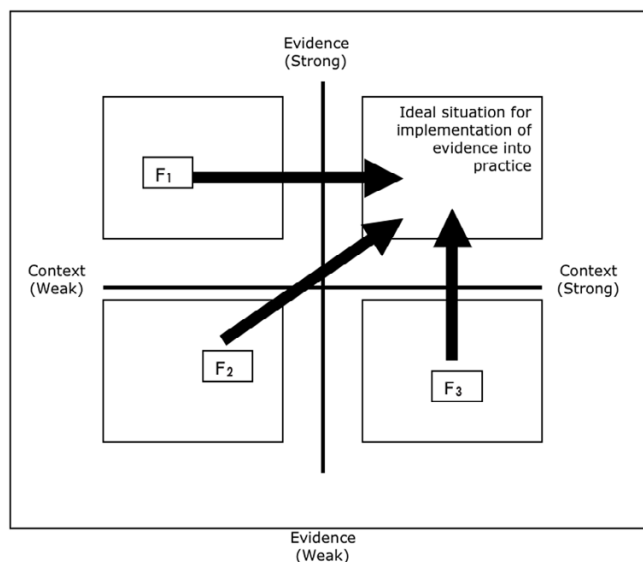 Evidence
(Strong)
Ideal situation for
implementation of
evidence into
practice
F₁
Context
(Weak)
Context
(Strong)
F₂
F₃
Evidence
(Weak)